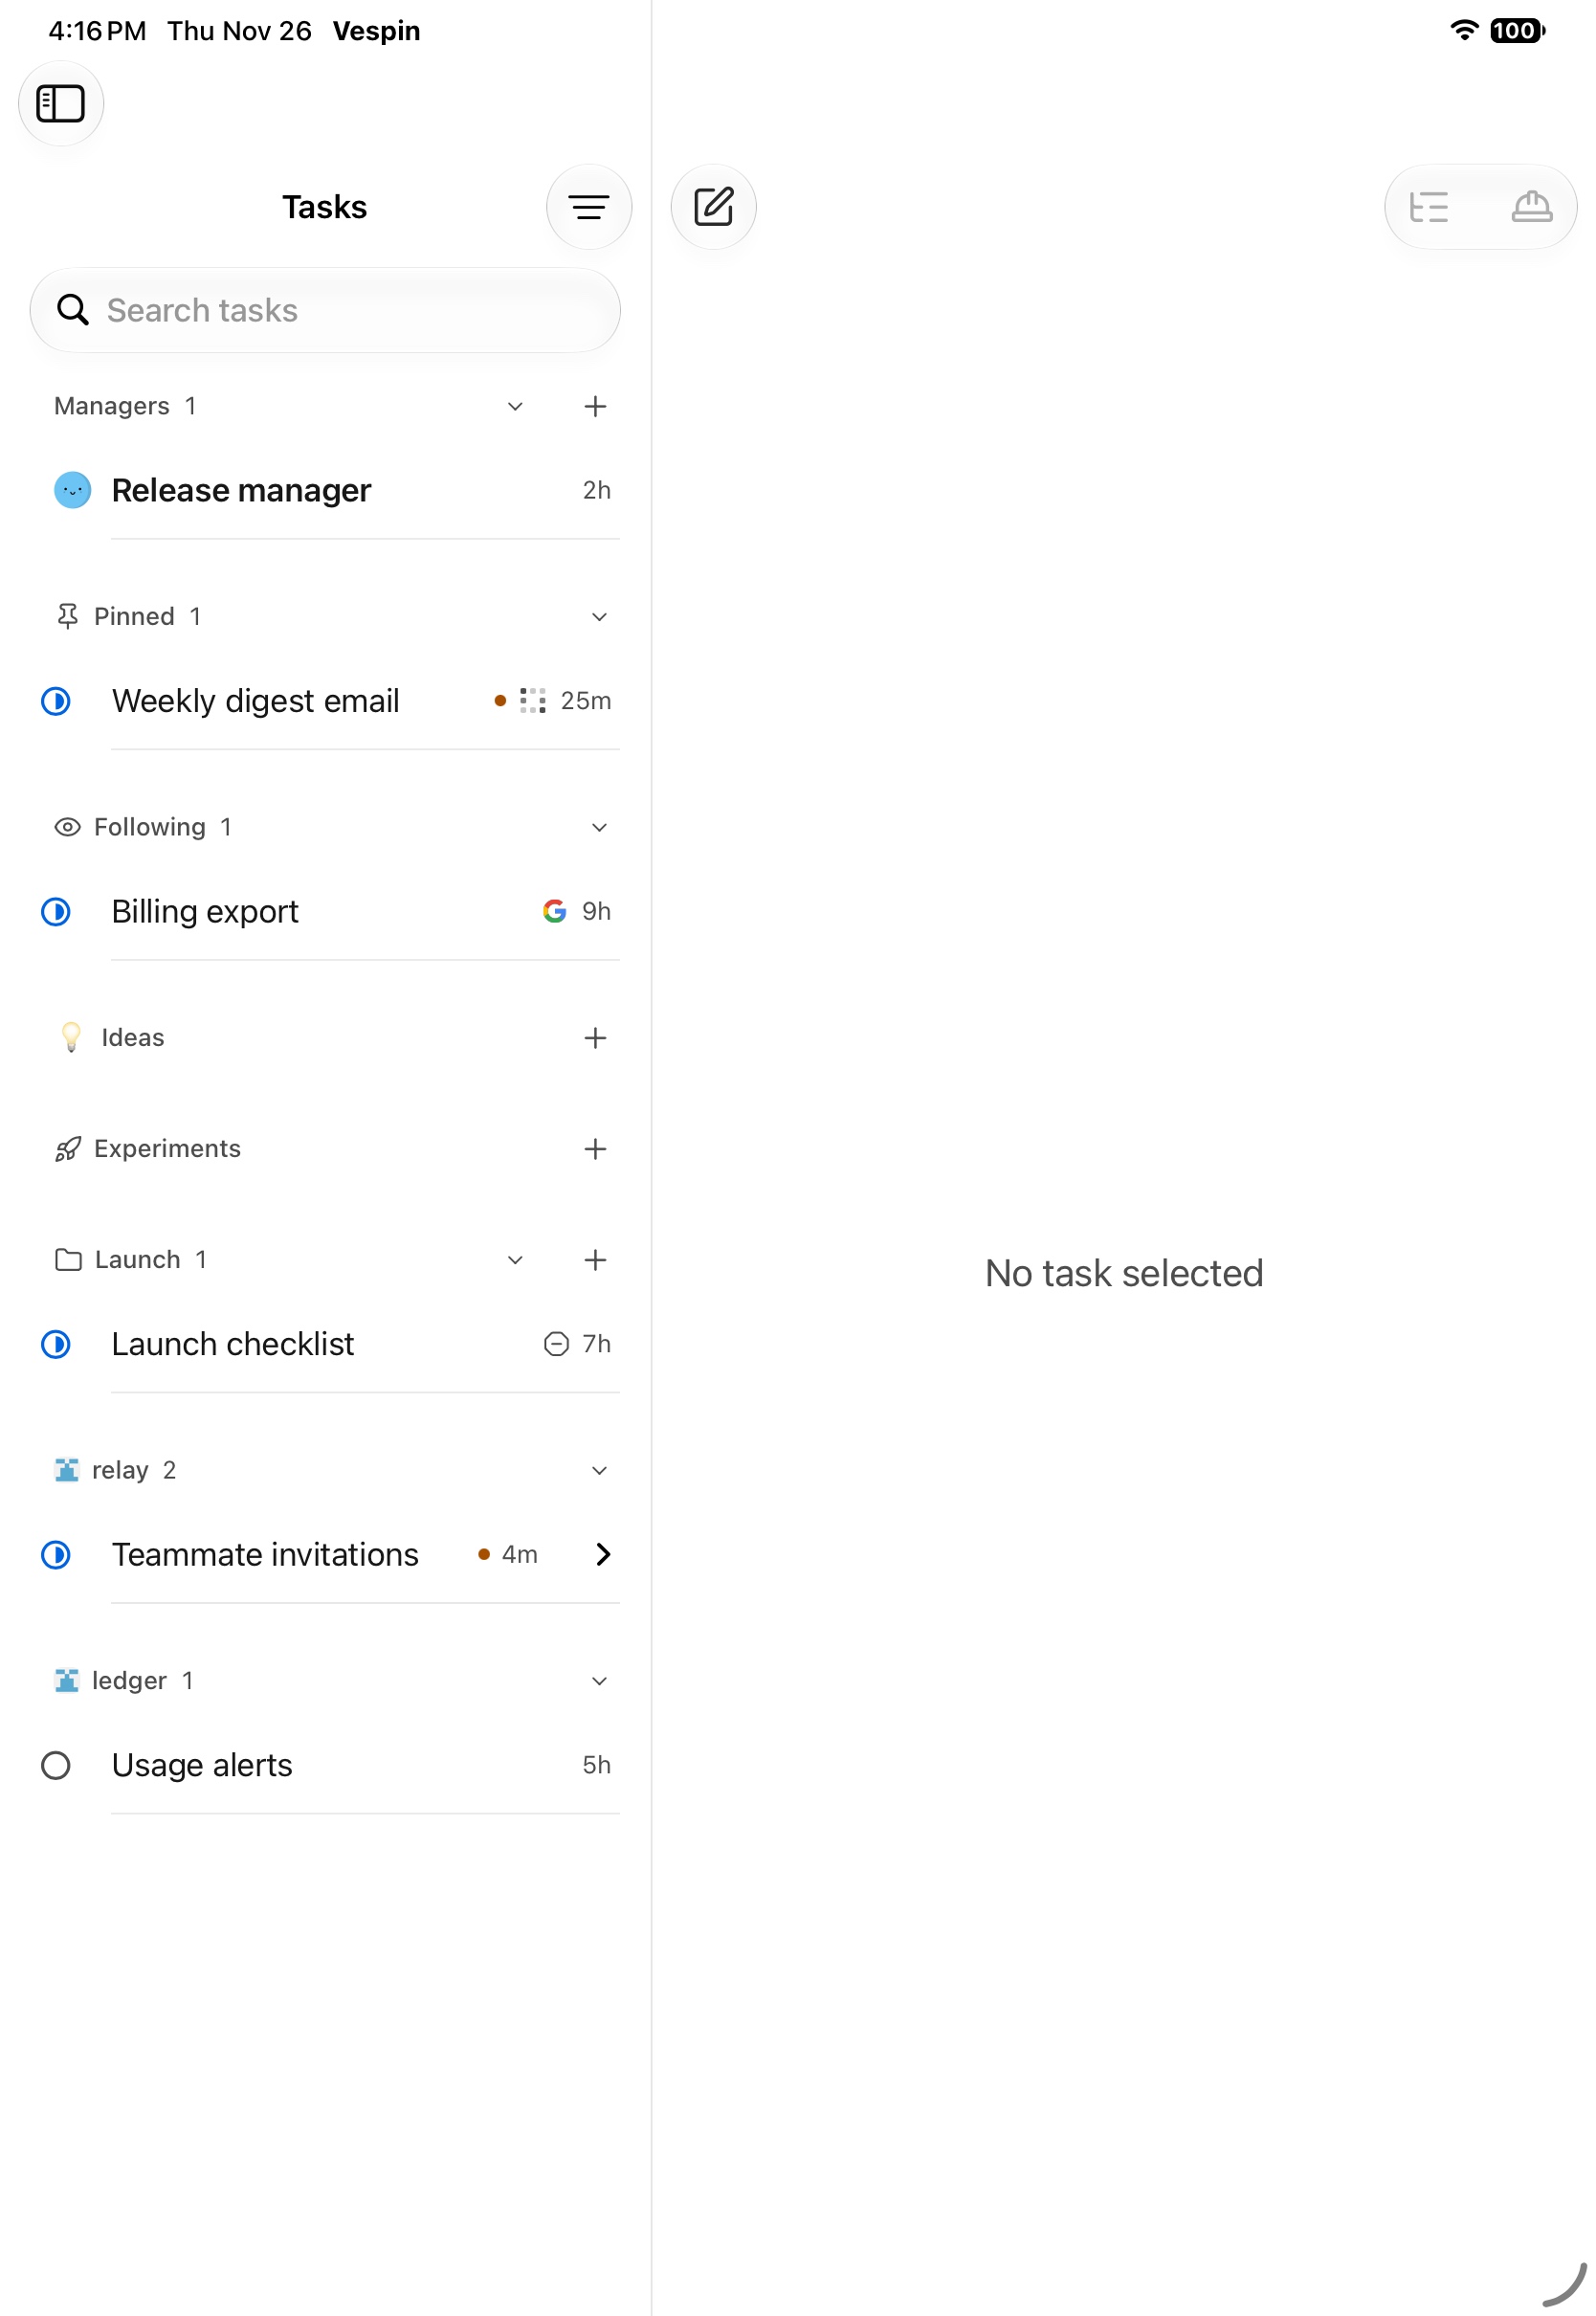 4:16 PM Thu Nov 26 Vespin
100
Tasks
Search tasks
Managers 1
Release manager 2h
Pinned 1
Weekly digest email 25m
Following 1
Billing export 9h
Ideas
Experiments
Launch 1
Launch checklist 7h
relay 2
Teammate invitations 4m
ledger 1
Usage alerts 5h
No task selected